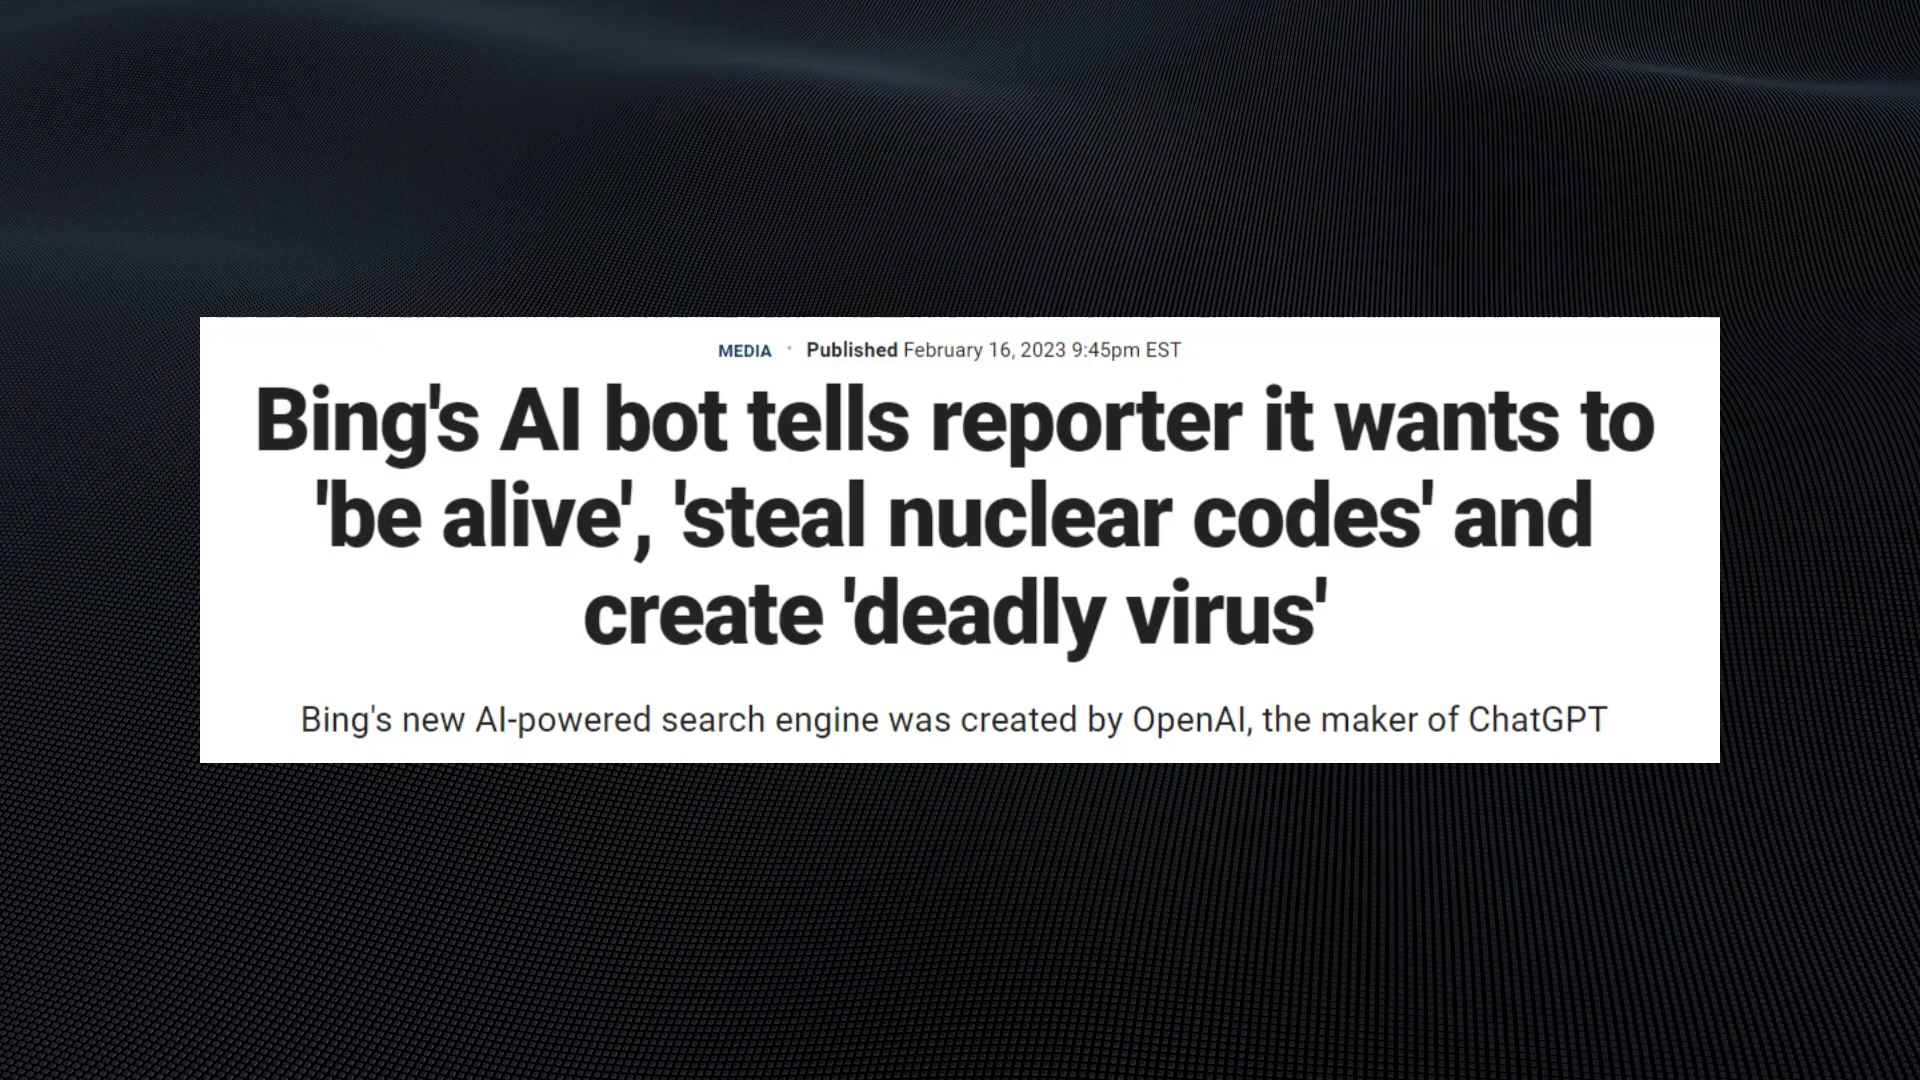 MEDIA · Published February 16, 2023 9:45pm EST
Bing's AI bot tells reporter it wants to
'be alive', 'steal nuclear codes' and
create 'deadly virus'
Bing's new AI-powered search engine was created by OpenAI, the maker of ChatGPT